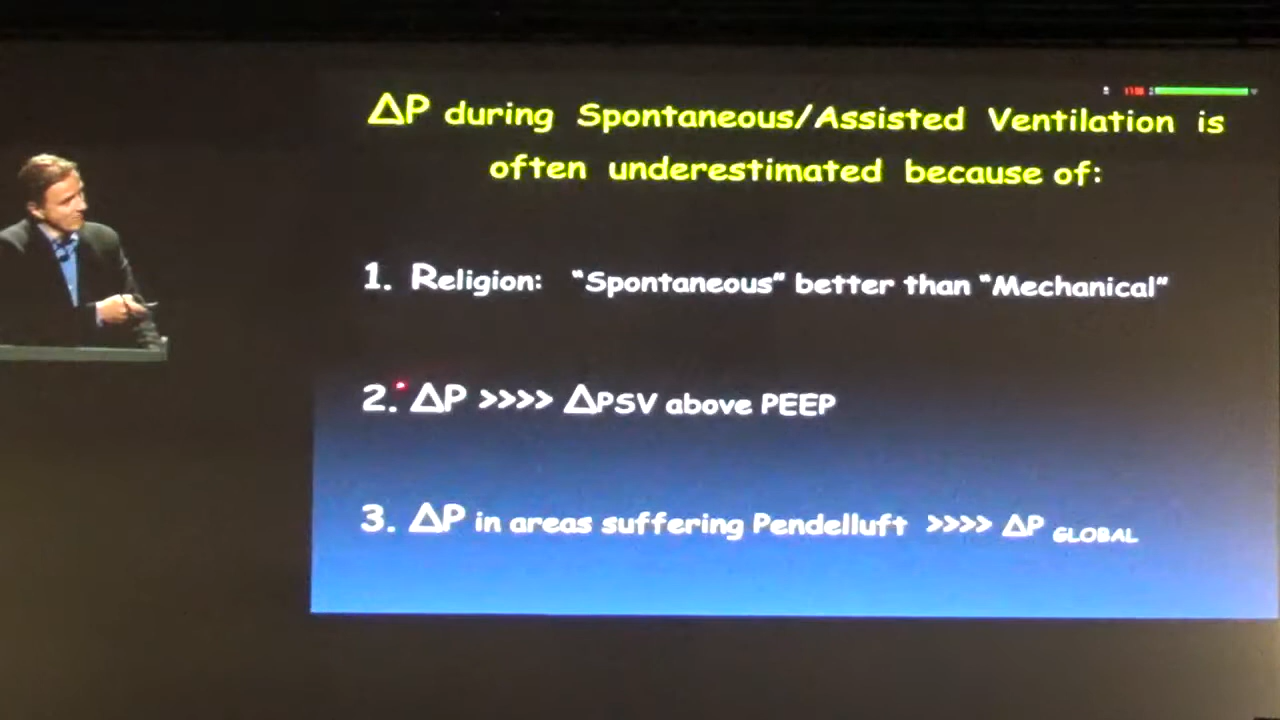 ΔP during Spontaneous/Assisted Ventilation is
often underestimated because of:
1. Religion: “Spontaneous” better than “Mechanical”
2. ΔP >>>> ΔPSV above PEEP
3. ΔP in areas suffering Pendelluft >>>> ΔP GLOBAL